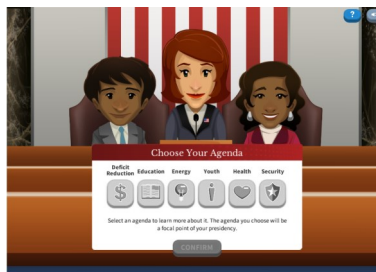 ?
Choose Your Agenda
Deficit
Reduction Education Energy Youth Health Security
$
Select an agenda to learn more about it. The agenda you choose will
be a focal point of your presidency.
CONFIRM